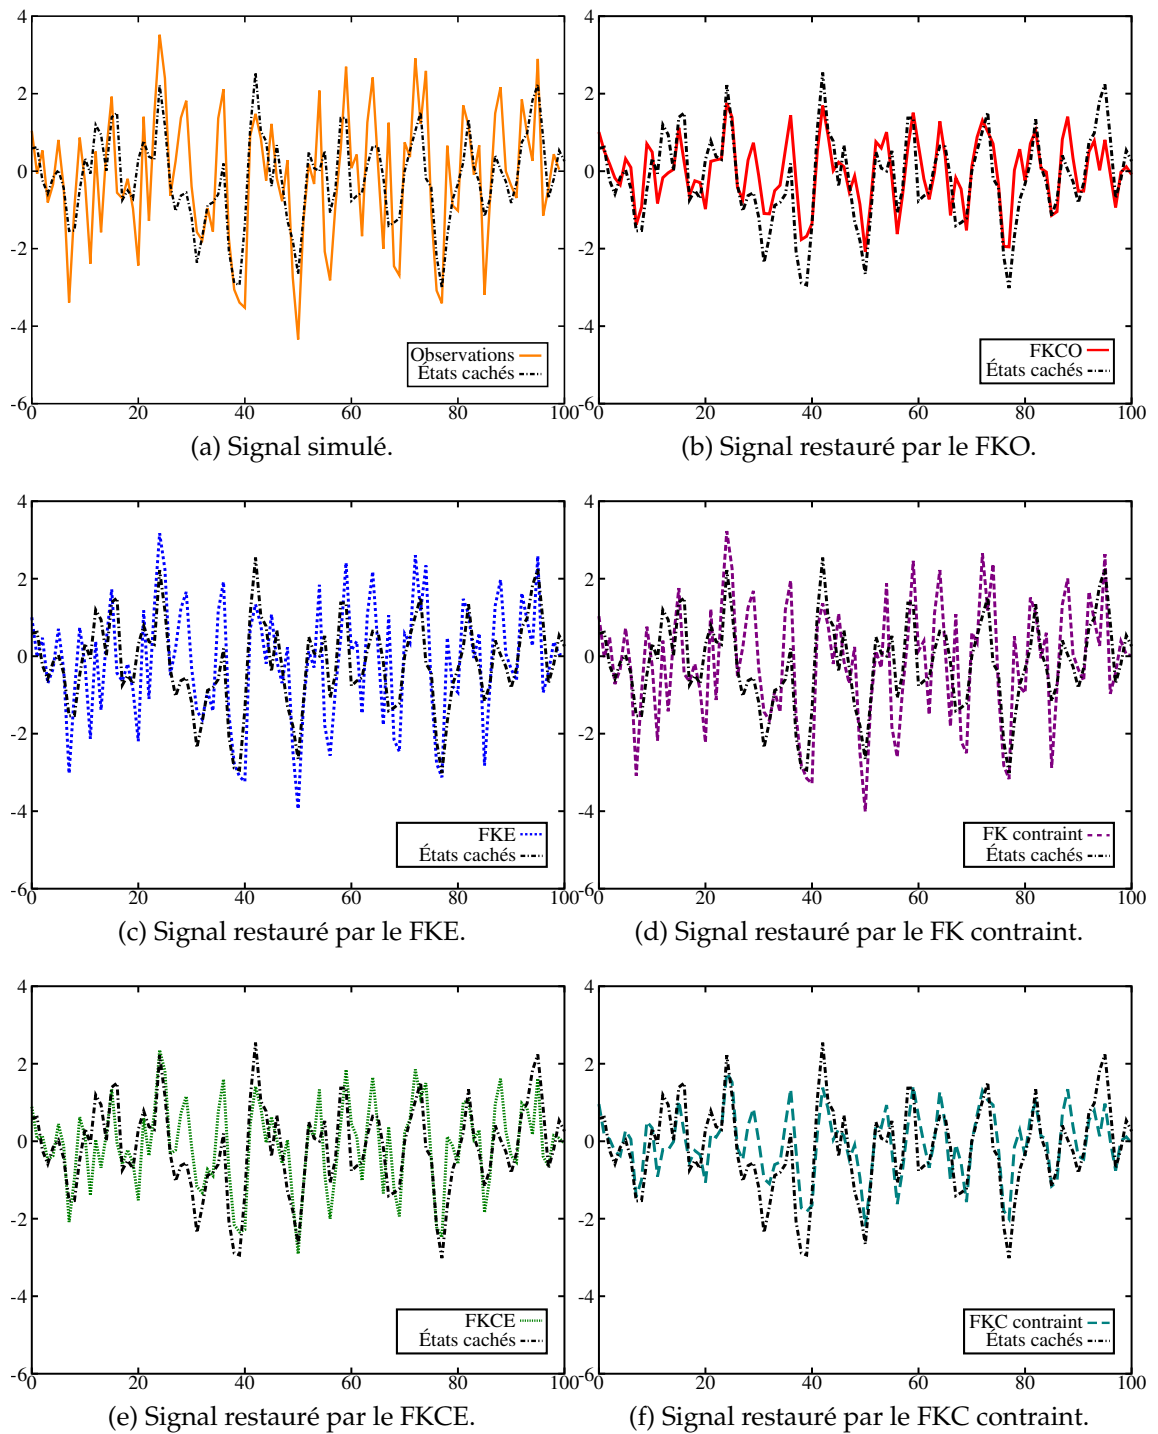 4
2
0
-2
-4
-6
0 20 40 60 80 100
Observations
États cachés
(a) Signal simulé.
4
2
0
-2
-4
-6
0 20 40 60 80 100
FKCO
États cachés
(b) Signal restauré par le FKO.
4
2
0
-2
-4
-6
0 20 40 60 80 100
FKE
États cachés
(c) Signal restauré par le FKE.
4
2
0
-2
-4
-6
0 20 40 60 80 100
FK contraint
États cachés
(d) Signal restauré par le FK contraint.
4
2
0
-2
-4
-6
0 20 40 60 80 100
FKCE
États cachés
(e) Signal restauré par le FKCE.
4
2
0
-2
-4
-6
0 20 40 60 80 100
FKC contraint
États cachés
(f) Signal restauré par le FKC contraint.